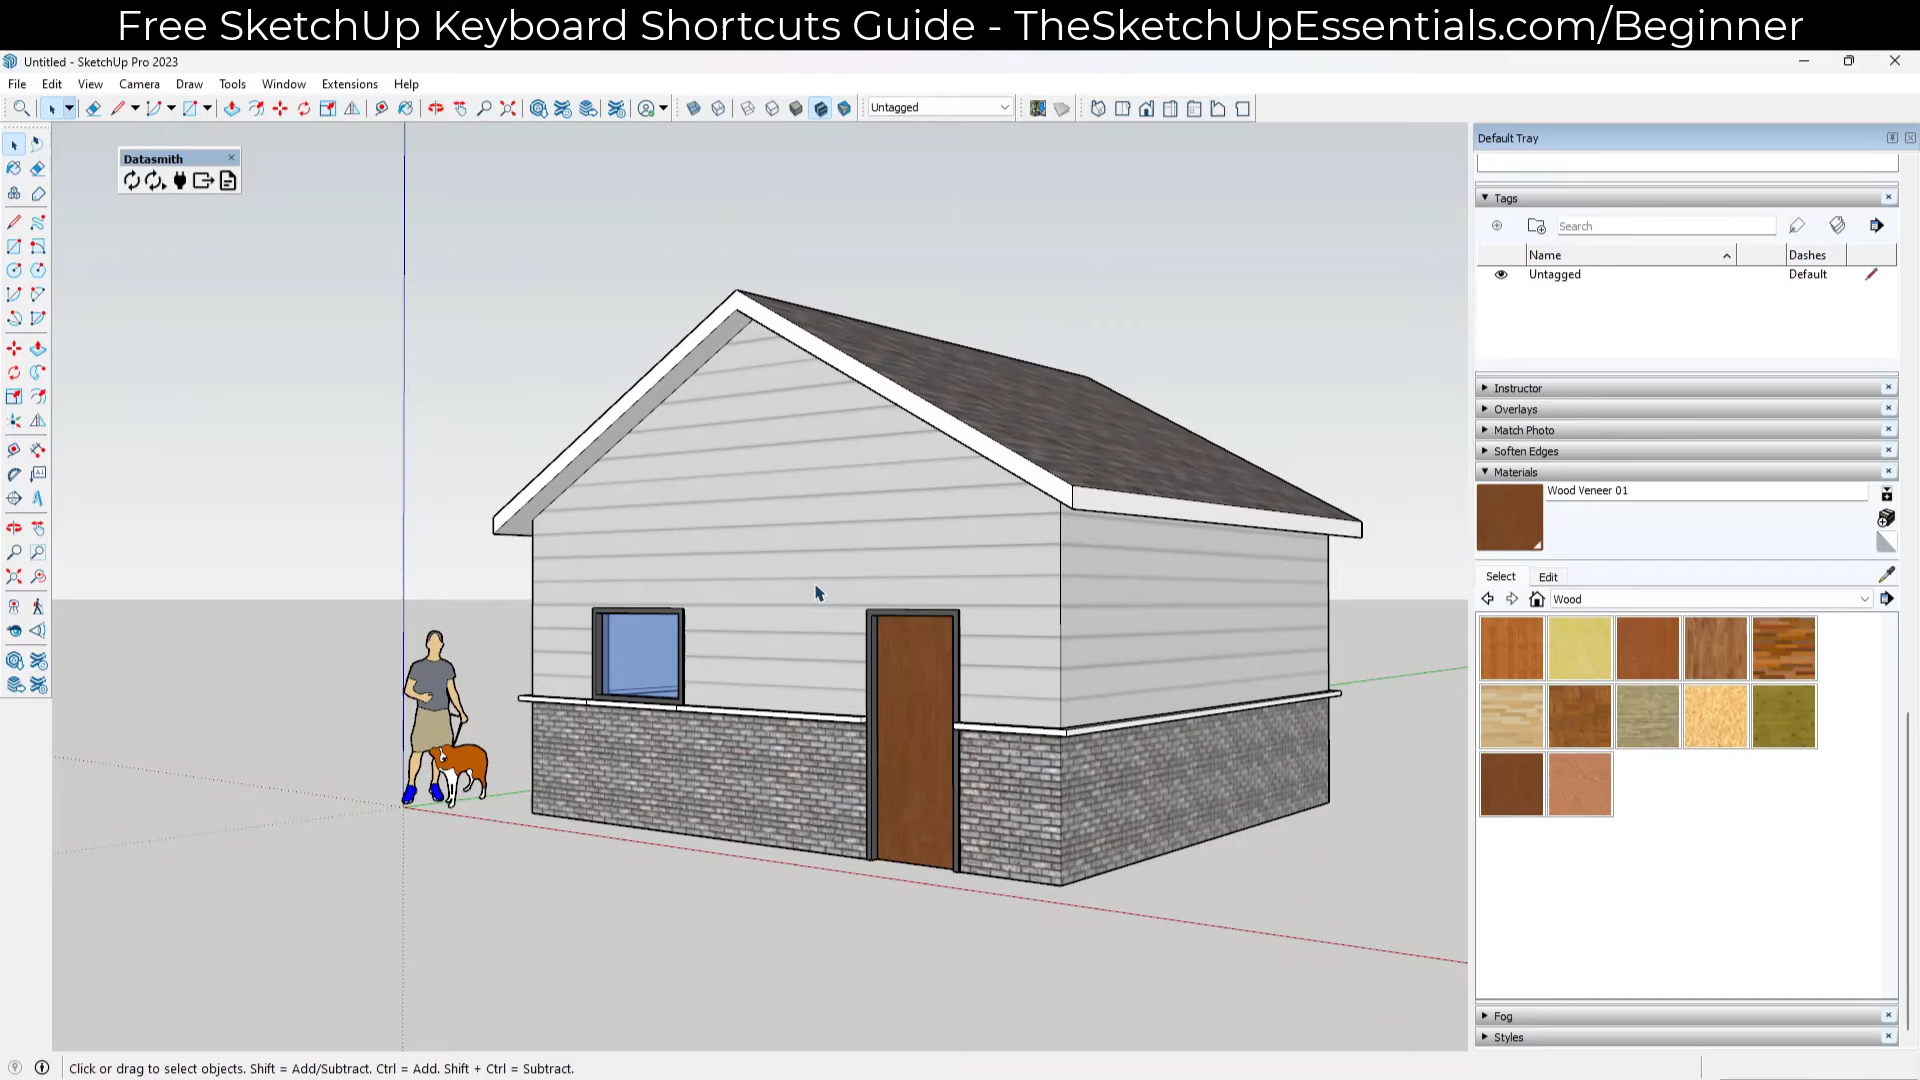 Free SketchUp Keyboard Shortcuts Guide - TheSketchUpEssentials.com/Beginner
Untitled - SketchUp Pro 2023
File Edit View Camera Draw Tools Window Extensions Help
Untagged
Datasmith
Default Tray
Tags
Search
Name Dashes
Untagged Default
Instructor
Overlays
Match Photo
Soften Edges
Materials
Wood Veneer 01
Select Edit
Wood
Fog
Styles
Click or drag to select objects. Shift = Add/Subtract. Ctrl = Add. Shift + Ctrl = Subtract.